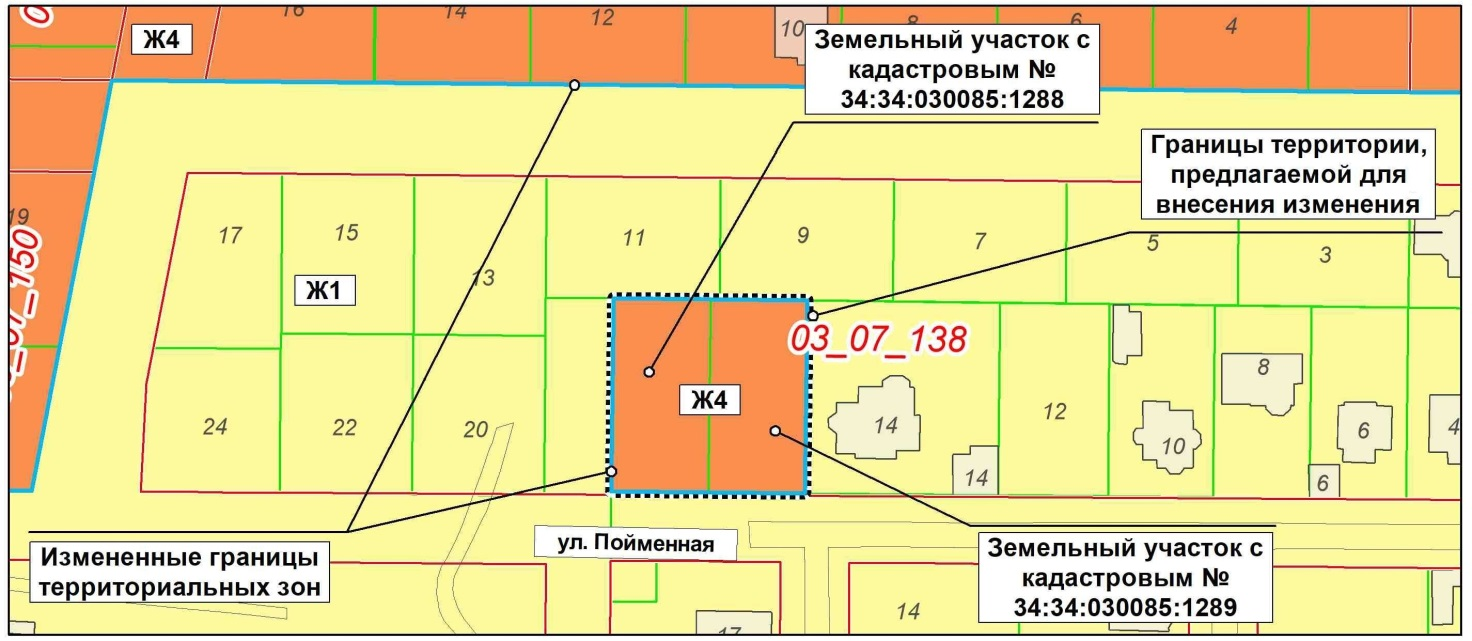 16
14
12
10
8
6
4
Ж4
Земельный участок с
кадастровым №
34:34:030085:1288
Границы территории,
предлагаемой для
внесения изменения
19
17
15
13
11
9
7
5
3
Ж1
03_07_138
Ж4
24
22
20
14
14
12
10
8
6
6
4
ул. Пойменная
Измененные границы
территориальных зон
Земельный участок с
кадастровым №
34:34:030085:1289
14
17